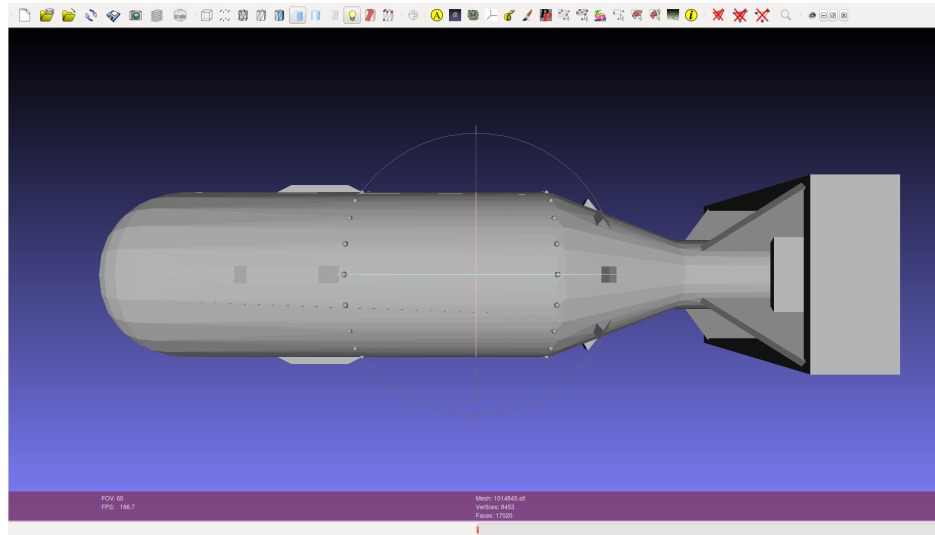 FOV: 60
FPS: 166.7
Mesh: 1014845.stl
Vertices: 8453
Faces: 17020